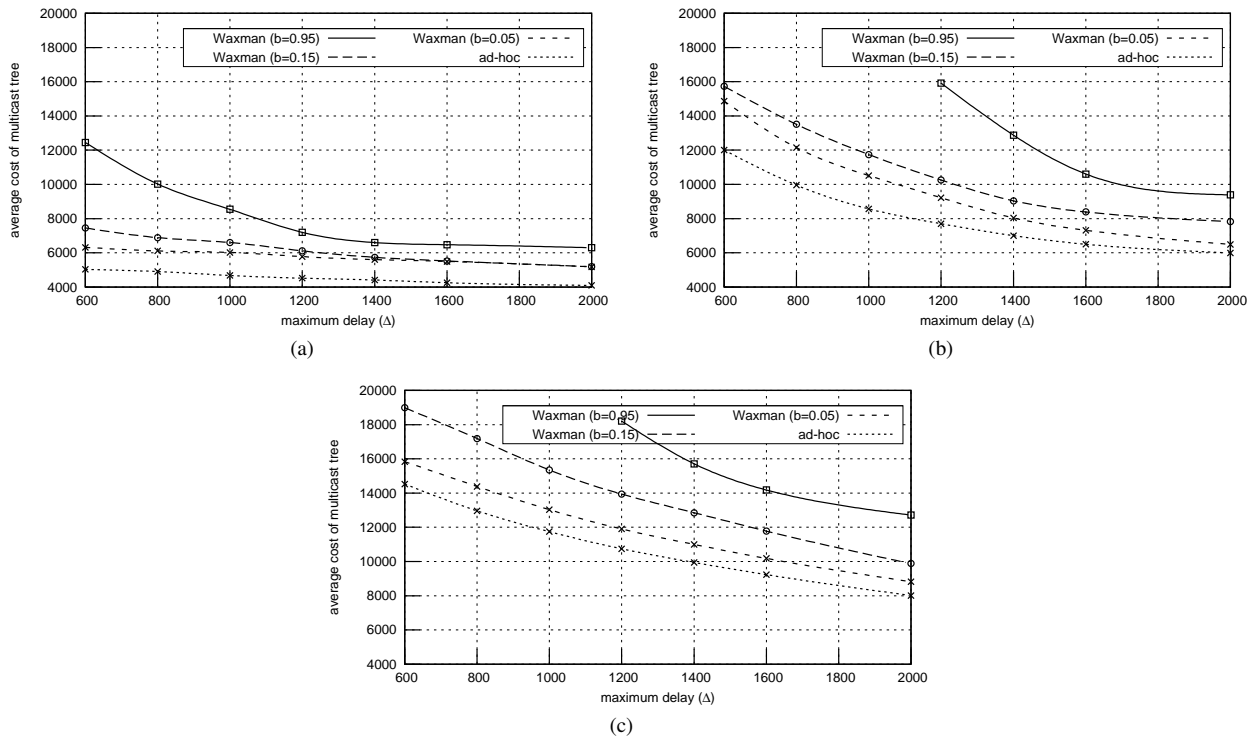 20000
18000
16000
14000
12000
10000
8000
6000
4000
average cost of multicast tree
Waxman (b=0.95)
Waxman (b=0.15)
Waxman (b=0.05)
ad-hoc
600 800 1000 1200 1400 1600 1800 2000
maximum delay (Δ)
(a)
20000
18000
16000
14000
12000
10000
8000
6000
4000
average cost of multicast tree
Waxman (b=0.95)
Waxman (b=0.15)
Waxman (b=0.05)
ad-hoc
600 800 1000 1200 1400 1600 1800 2000
maximum delay (Δ)
(b)
20000
18000
16000
14000
12000
10000
8000
6000
4000
average cost of multicast tree
Waxman (b=0.95)
Waxman (b=0.15)
Waxman (b=0.05)
ad-hoc
600 800 1000 1200 1400 1600 1800 2000
maximum delay (Δ)
(c)